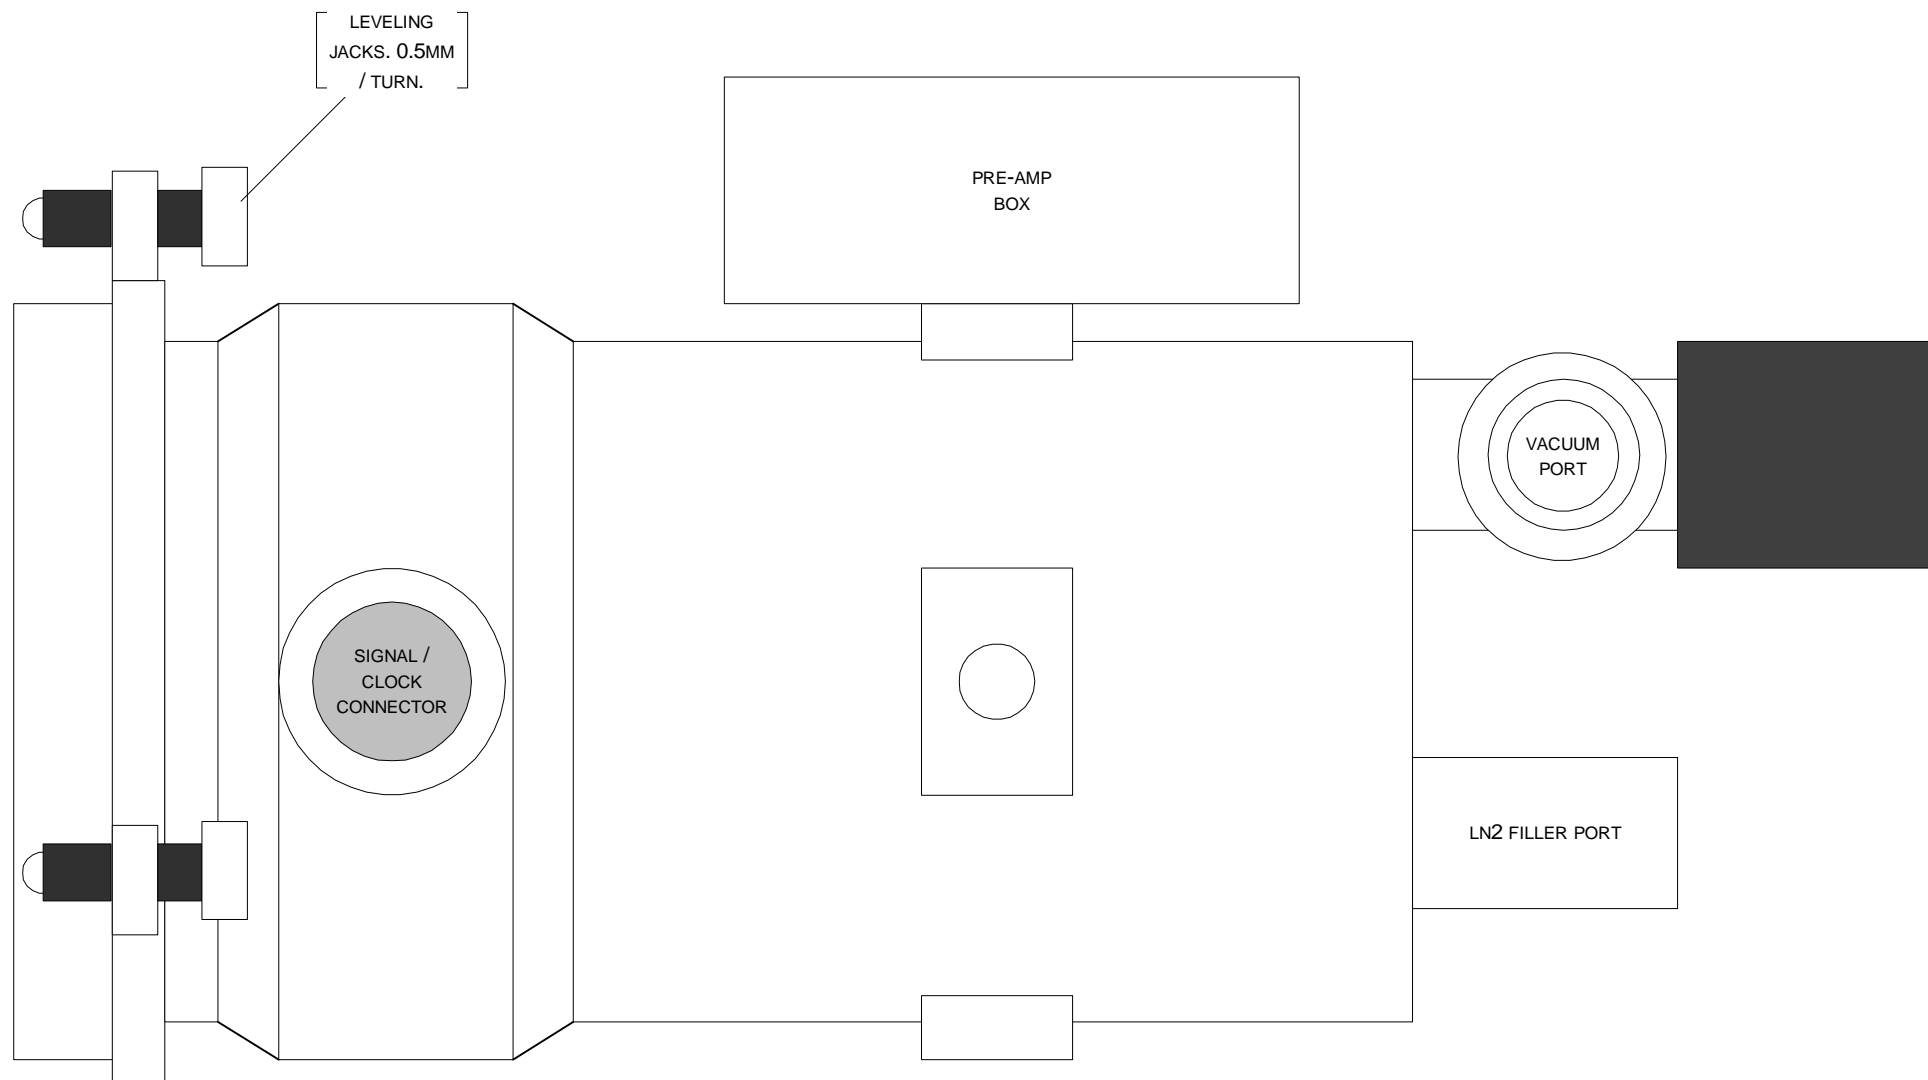 LEVELING
JACKS. 0.5MM
/ TURN.
PRE-AMP
BOX
VACUUM
PORT
SIGNAL /
CLOCK
CONNECTOR
LN2 FILLER PORT